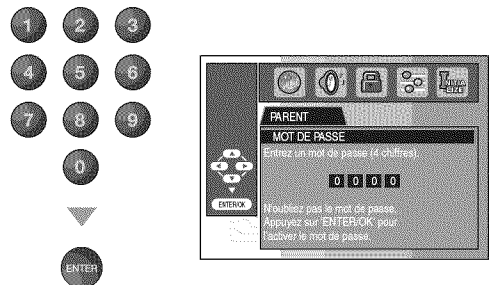 1 2 3
4 5 6
7 8 9
0
ENTER
INITIA-
LIZE
PARENT
MOT DE PASSE
Entrez un mot de passe (4 chiffres).
0 0 0 0
ENTER/OK
N'oubliez pas le mot de passe.
Appuyez sur 'ENTER/OK' pour
l'activer le mot de passe.